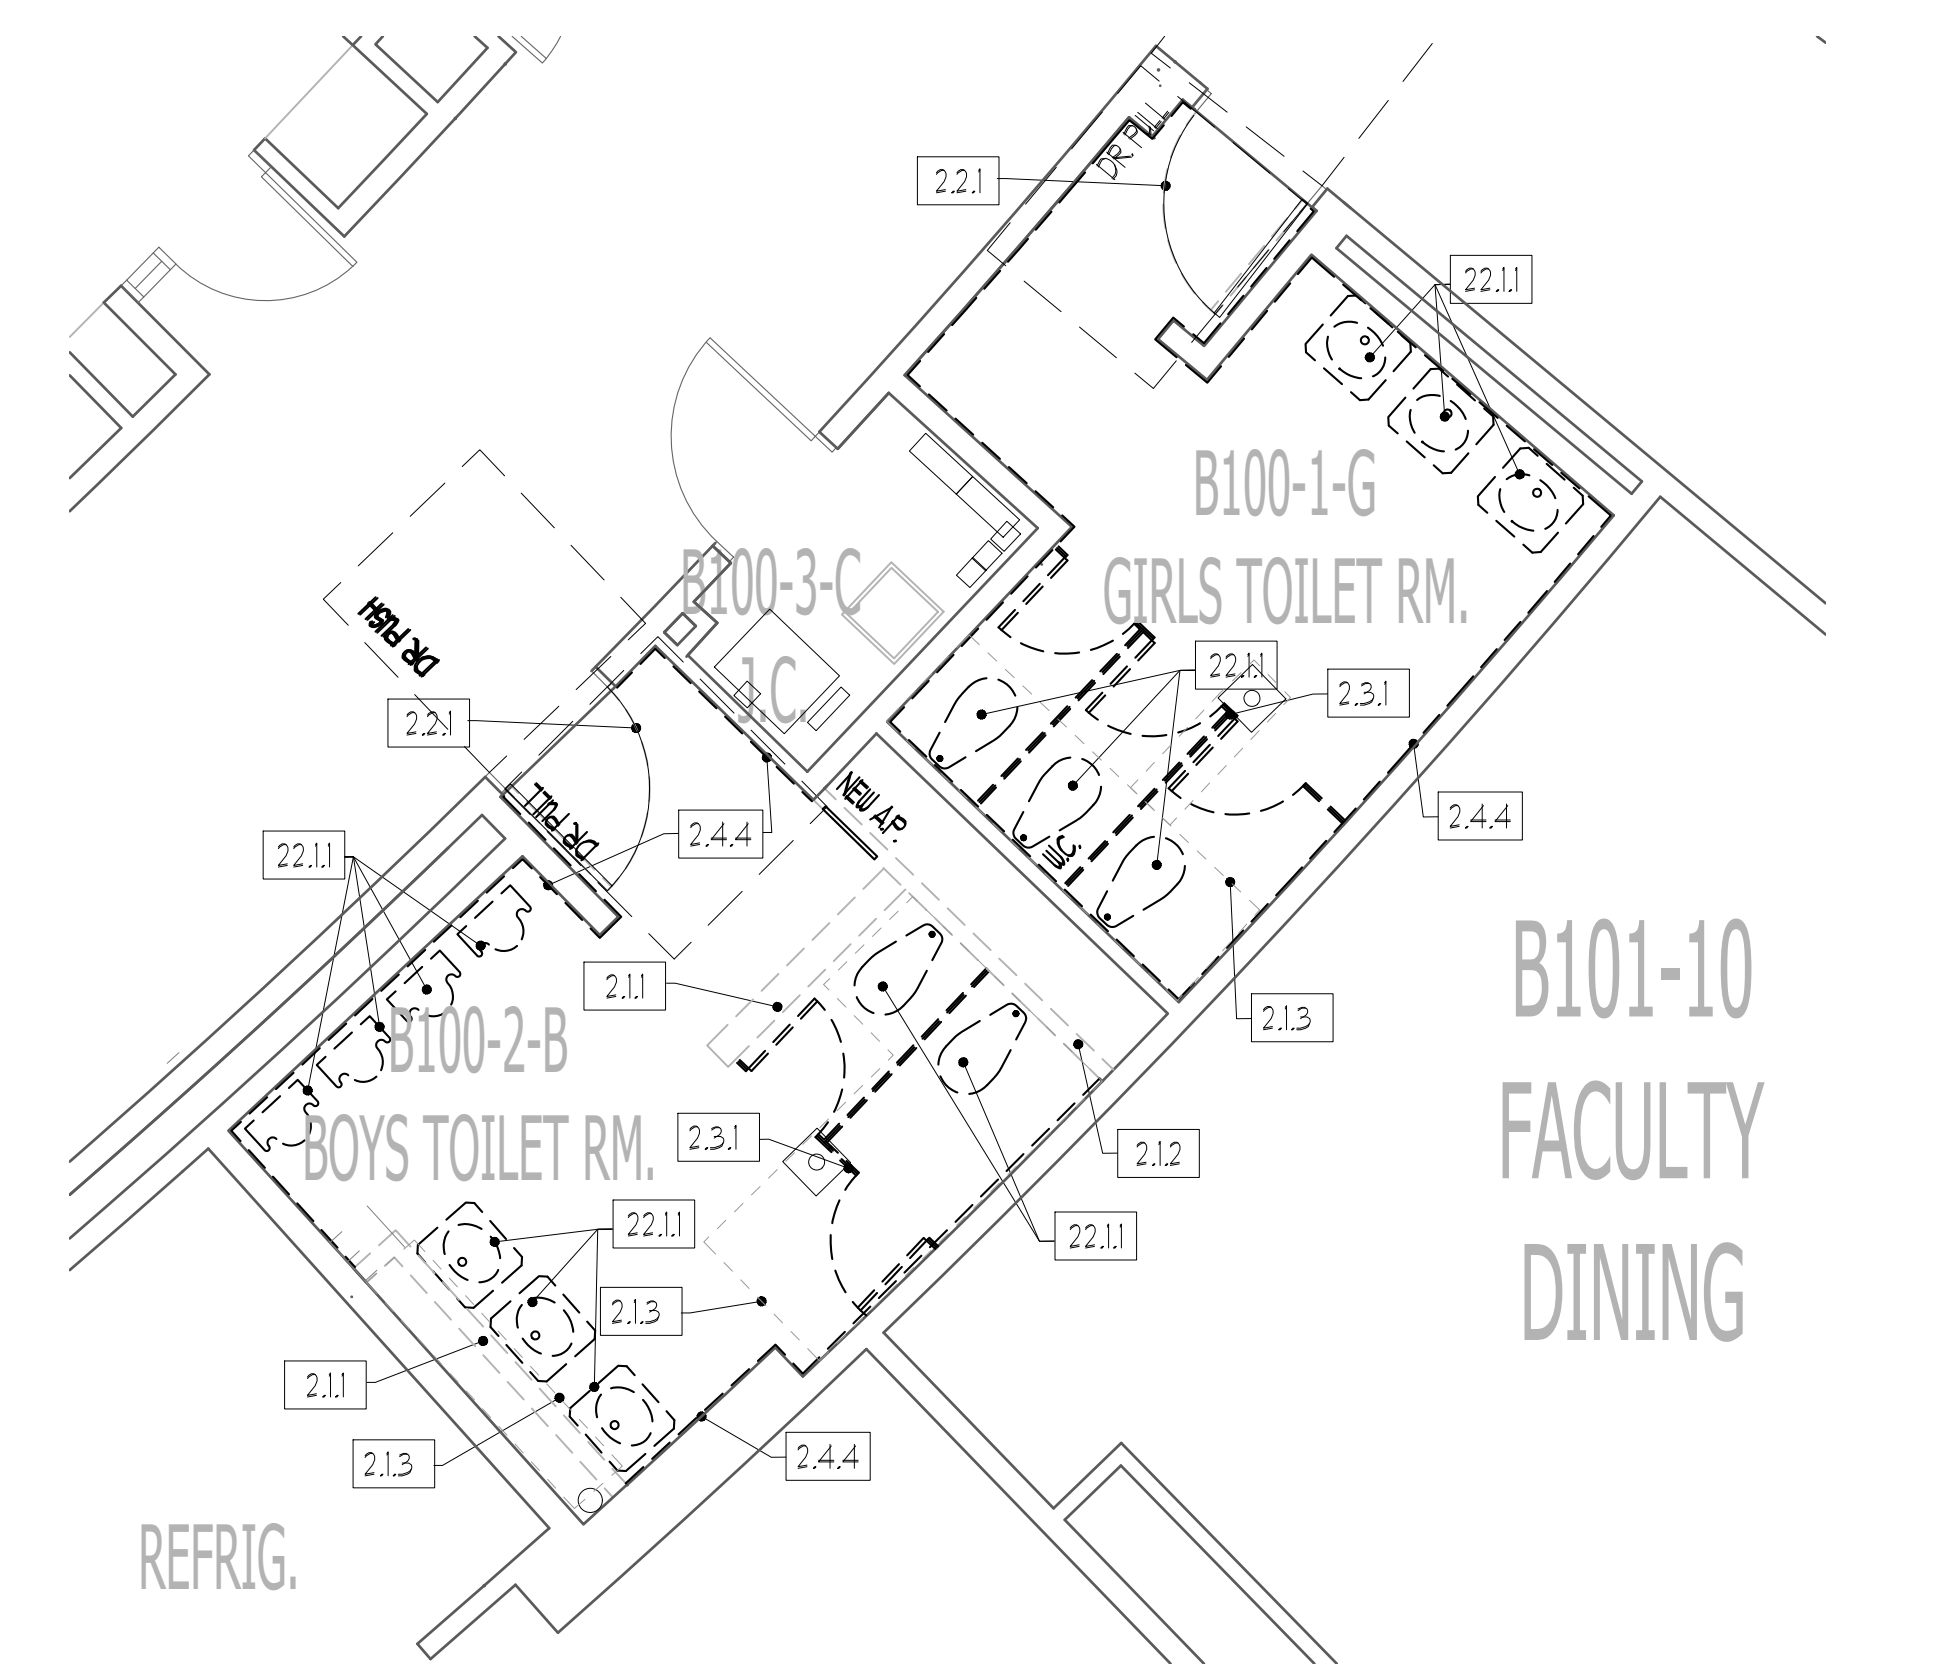 DR. PULL
2.2.1
22.1.1
B100-1-G
GIRLS TOILET RM.
B100-3-C
J.C.
DR. PUSH
22.1.1
2.3.1
2.2.1
DR. PULL
NEW A.P.
2.4.4
2.4.4
22.1.1
W.C.
2.1.1
2.1.3
B101-10
FACULTY
DINING
B100-2-B
BOYS TOILET RM.
2.3.1
2.1.2
22.1.1
22.1.1
2.1.3
2.1.1
2.1.3
2.4.4
REFRIG.